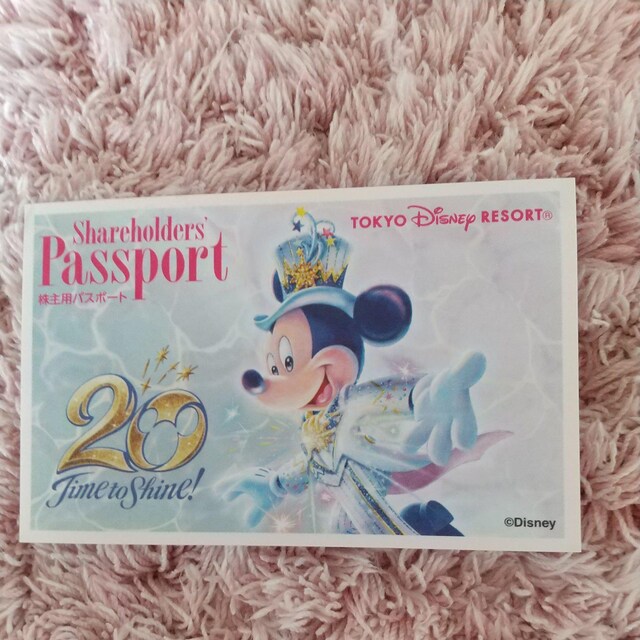 Shareholders'
Passport
株主用パスポート
TOKYO Disney RESORT®
20
Time to Shine!
©Disney